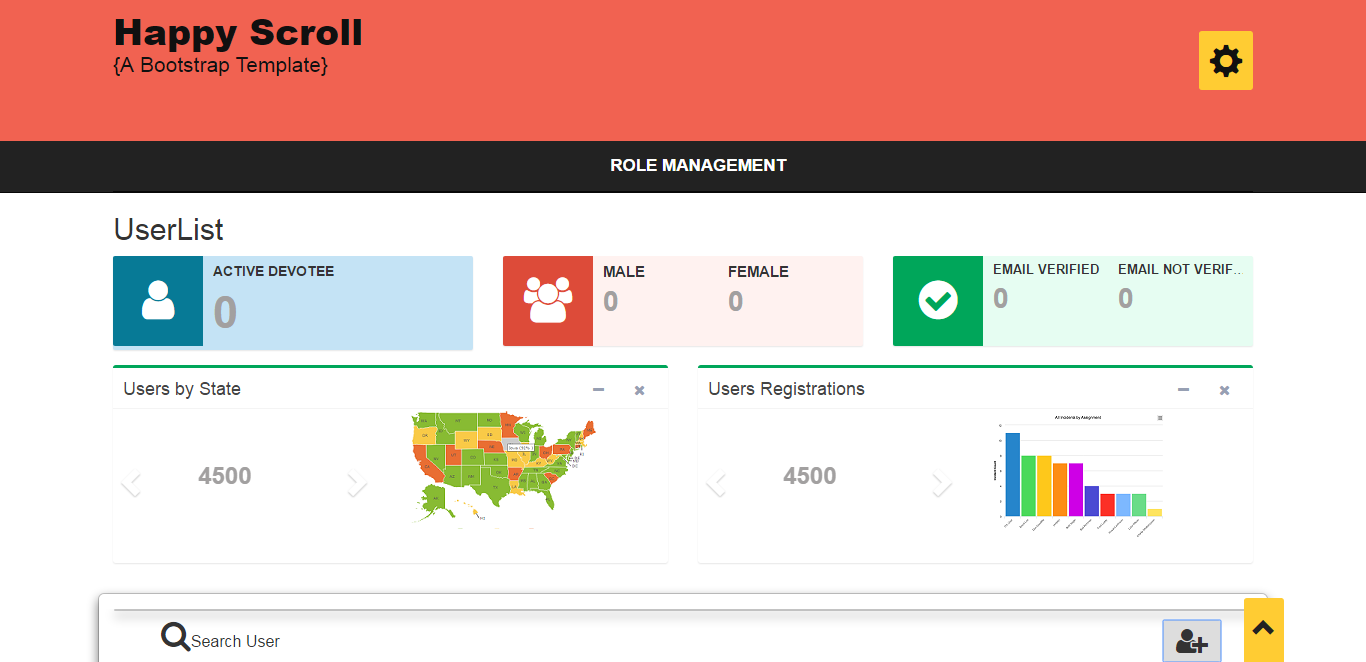 Happy Scroll
{A Bootstrap Template}
ROLE MANAGEMENT
UserList
ACTIVE DEVOTEE
0
MALE
FEMALE
0
0
EMAIL VERIFIED
EMAIL NOT VERIF...
0
0
Users by State
4500
Users Registrations
4500
All Incidents by Assignment
Search User